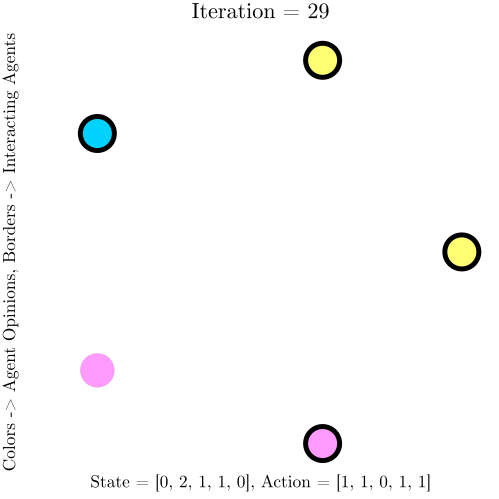 Iteration = 29
Colors -> Agent Opinions, Borders -> Interacting Agents
State = [0, 2, 1, 1, 0], Action = [1, 1, 0, 1, 1]